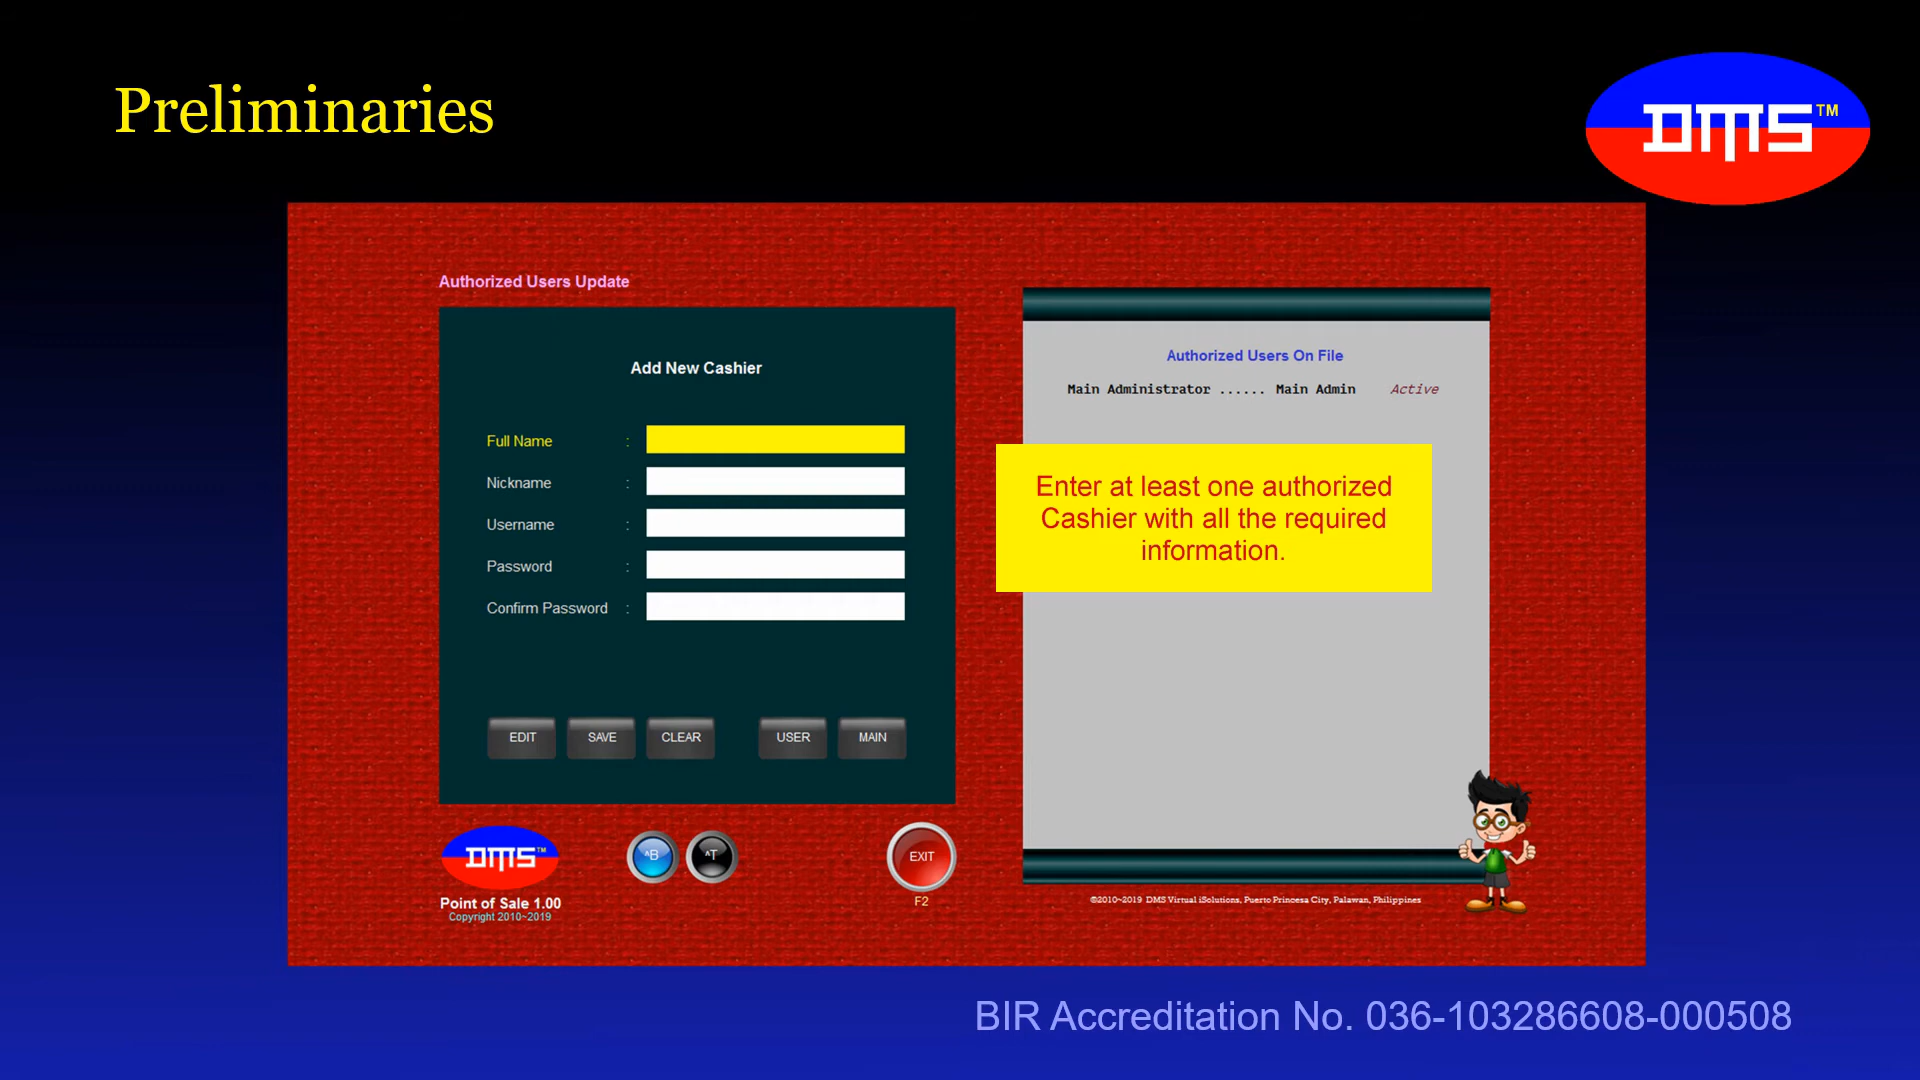 Preliminaries
DMS™
Authorized Users Update
Add New Cashier
Full Name :
Nickname :
Username :
Password :
Confirm Password :
EDIT SAVE CLEAR USER MAIN
DMS™
^B ^T EXIT
F2
Point of Sale 1.00
Copyright 2010~2019
Authorized Users On File
Main Administrator ...... Main Admin Active
Enter at least one authorized
Cashier with all the required
information.
©2010~2019 DMS Virtual iSolutions, Puerto Princesa City, Palawan, Philippines
BIR Accreditation No. 036-103286608-000508